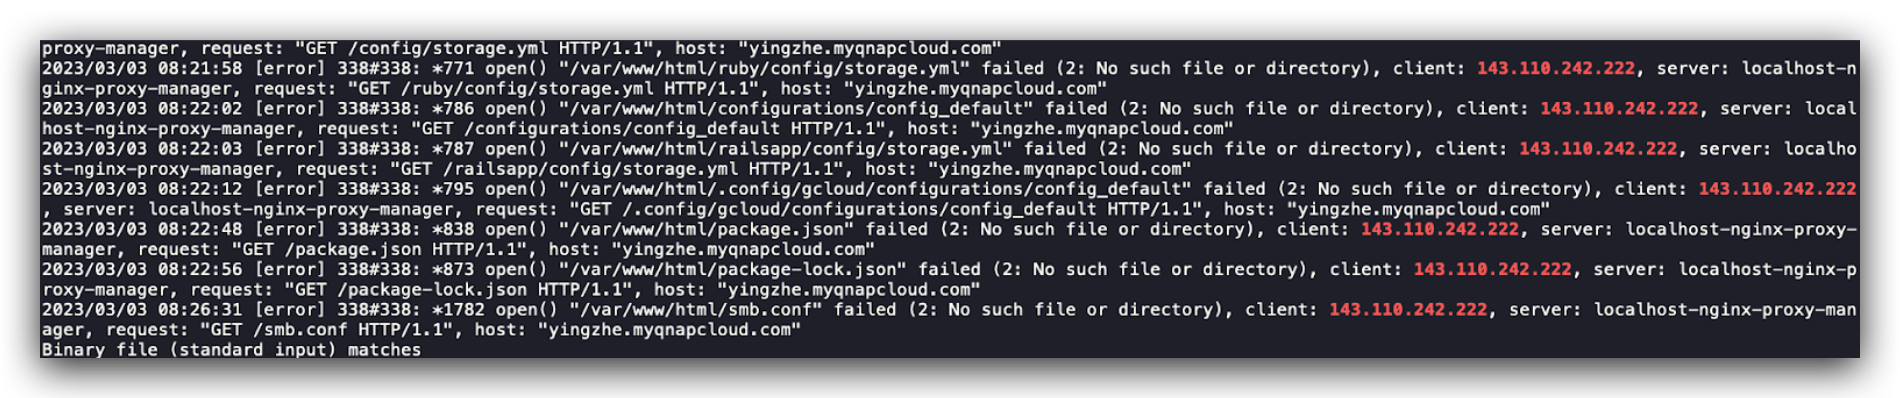 proxy-manager, request: "GET /config/storage.yml HTTP/1.1", host: "yingzhe.myqnapcloud.com"
2023/03/03 08:21:58 [error] 338#338: *771 open() "/var/www/html/ruby/config/storage.yml" failed (2: No such file or directory), client: 143.110.242.222, server: localhost-n
ginx-proxy-manager, request: "GET /ruby/config/storage.yml HTTP/1.1", host: "yingzhe.myqnapcloud.com"
2023/03/03 08:22:02 [error] 338#338: *786 open() "/var/www/html/configurations/config_default" failed (2: No such file or directory), client: 143.110.242.222, server: local
host-nginx-proxy-manager, request: "GET /configurations/config_default HTTP/1.1", host: "yingzhe.myqnapcloud.com"
2023/03/03 08:22:03 [error] 338#338: *787 open() "/var/www/html/railsapp/config/storage.yml" failed (2: No such file or directory), client: 143.110.242.222, server: localho
st-nginx-proxy-manager, request: "GET /railsapp/config/storage.yml HTTP/1.1", host: "yingzhe.myqnapcloud.com"
2023/03/03 08:22:12 [error] 338#338: *795 open() "/var/www/html/.config/gcloud/configurations/config_default" failed (2: No such file or directory), client: 143.110.242.222
, server: localhost-nginx-proxy-manager, request: "GET /.config/gcloud/configurations/config_default HTTP/1.1", host: "yingzhe.myqnapcloud.com"
2023/03/03 08:22:48 [error] 338#338: *838 open() "/var/www/html/package.json" failed (2: No such file or directory), client: 143.110.242.222, server: localhost-nginx-proxy-
manager, request: "GET /package.json HTTP/1.1", host: "yingzhe.myqnapcloud.com"
2023/03/03 08:22:56 [error] 338#338: *873 open() "/var/www/html/package-lock.json" failed (2: No such file or directory), client: 143.110.242.222, server: localhost-nginx-p
roxy-manager, request: "GET /package-lock.json HTTP/1.1", host: "yingzhe.myqnapcloud.com"
2023/03/03 08:26:31 [error] 338#338: *1782 open() "/var/www/html/smb.conf" failed (2: No such file or directory), client: 143.110.242.222, server: localhost-nginx-proxy-man
ager, request: "GET /smb.conf HTTP/1.1", host: "yingzhe.myqnapcloud.com"
Binary file (standard input) matches